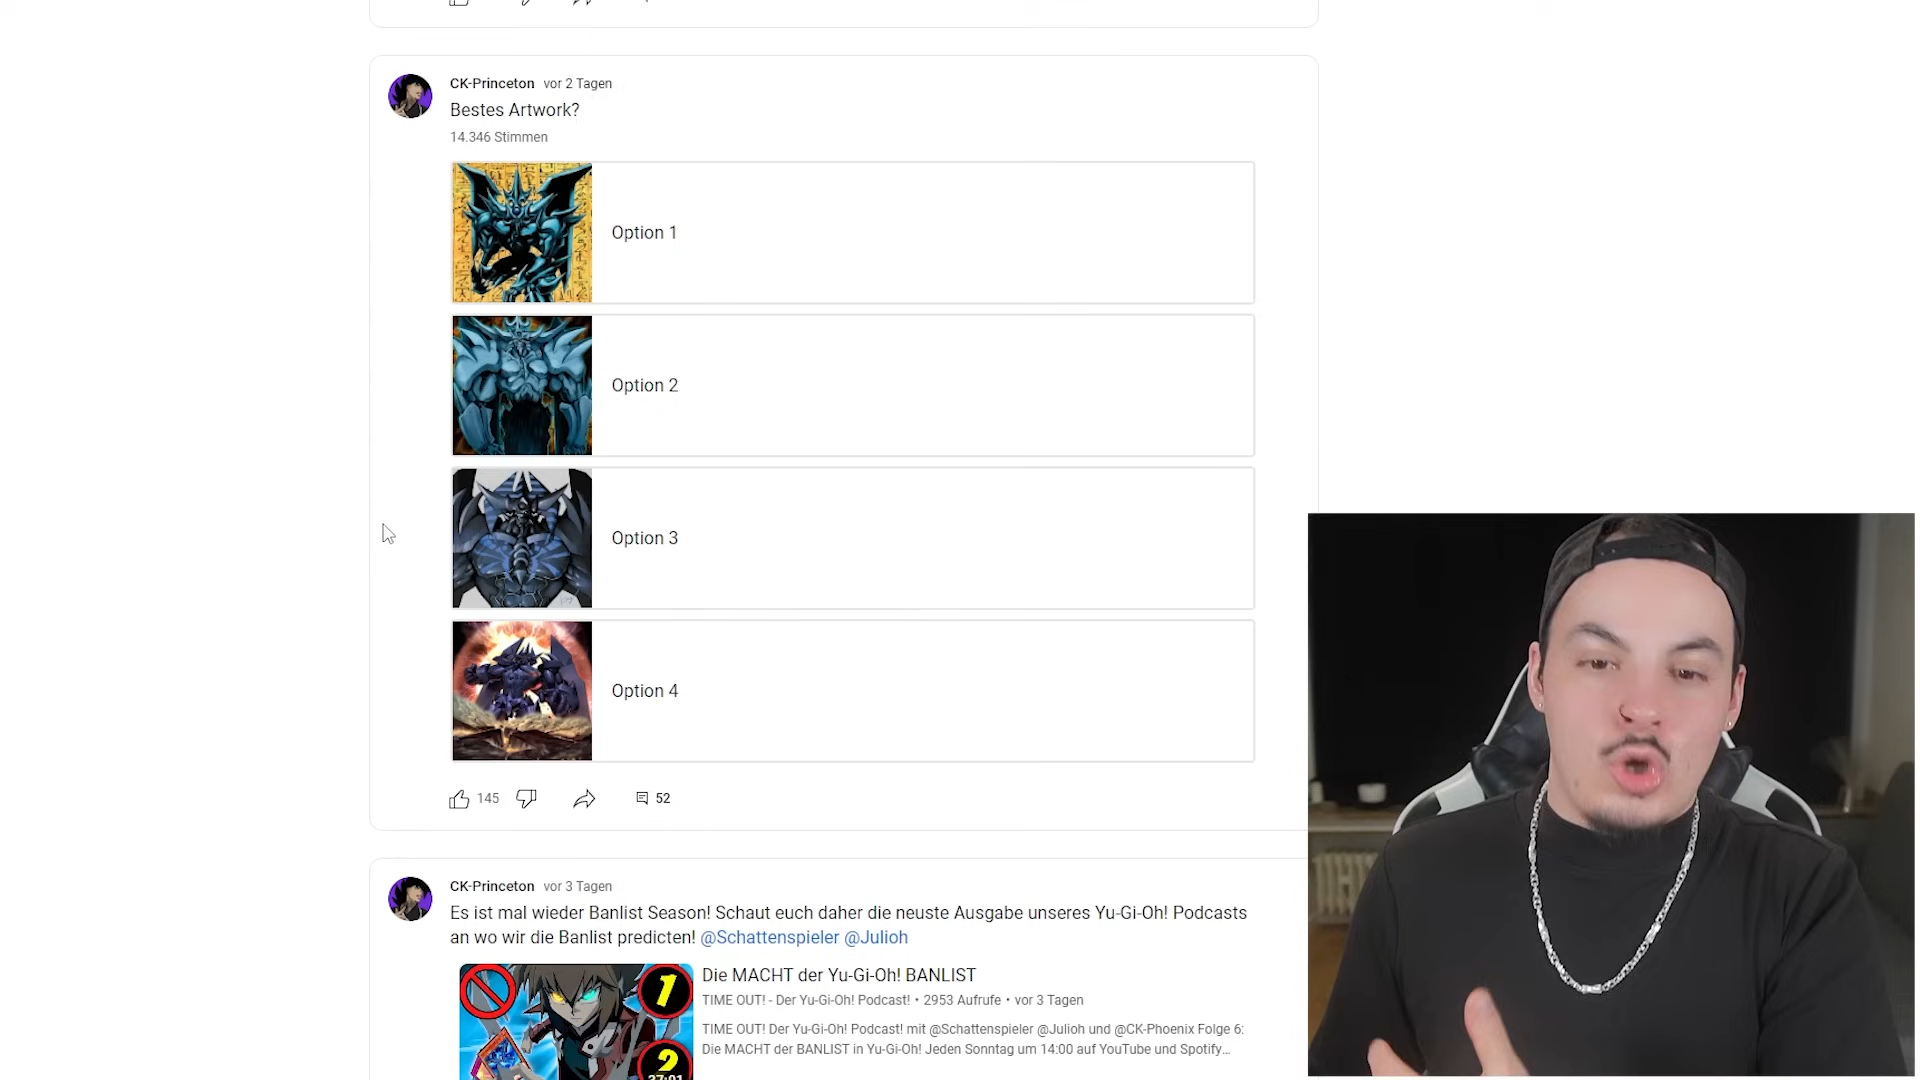 CK-Princeton vor 2 Tagen
Bestes Artwork?
14.346 Stimmen
Option 1
Option 2
Option 3
Option 4
145
52
CK-Princeton vor 3 Tagen
Es ist mal wieder Banlist Season! Schaut euch daher die neuste Ausgabe unseres Yu-Gi-Oh! Podcasts
an wo wir die Banlist predicten! @Schattenspieler @Julioh
1
2
37:01
Die MACHT der Yu-Gi-Oh! BANLIST
TIME OUT! - Der Yu-Gi-Oh! Podcast! • 2953 Aufrufe • vor 3 Tagen
TIME OUT! Der Yu-Gi-Oh! Podcast! mit @Schattenspieler @Julioh und @CK-Phoenix Folge 6:
Die MACHT der BANLIST in Yu-Gi-Oh! Jeden Sonntag um 14:00 auf YouTube und Spotify...